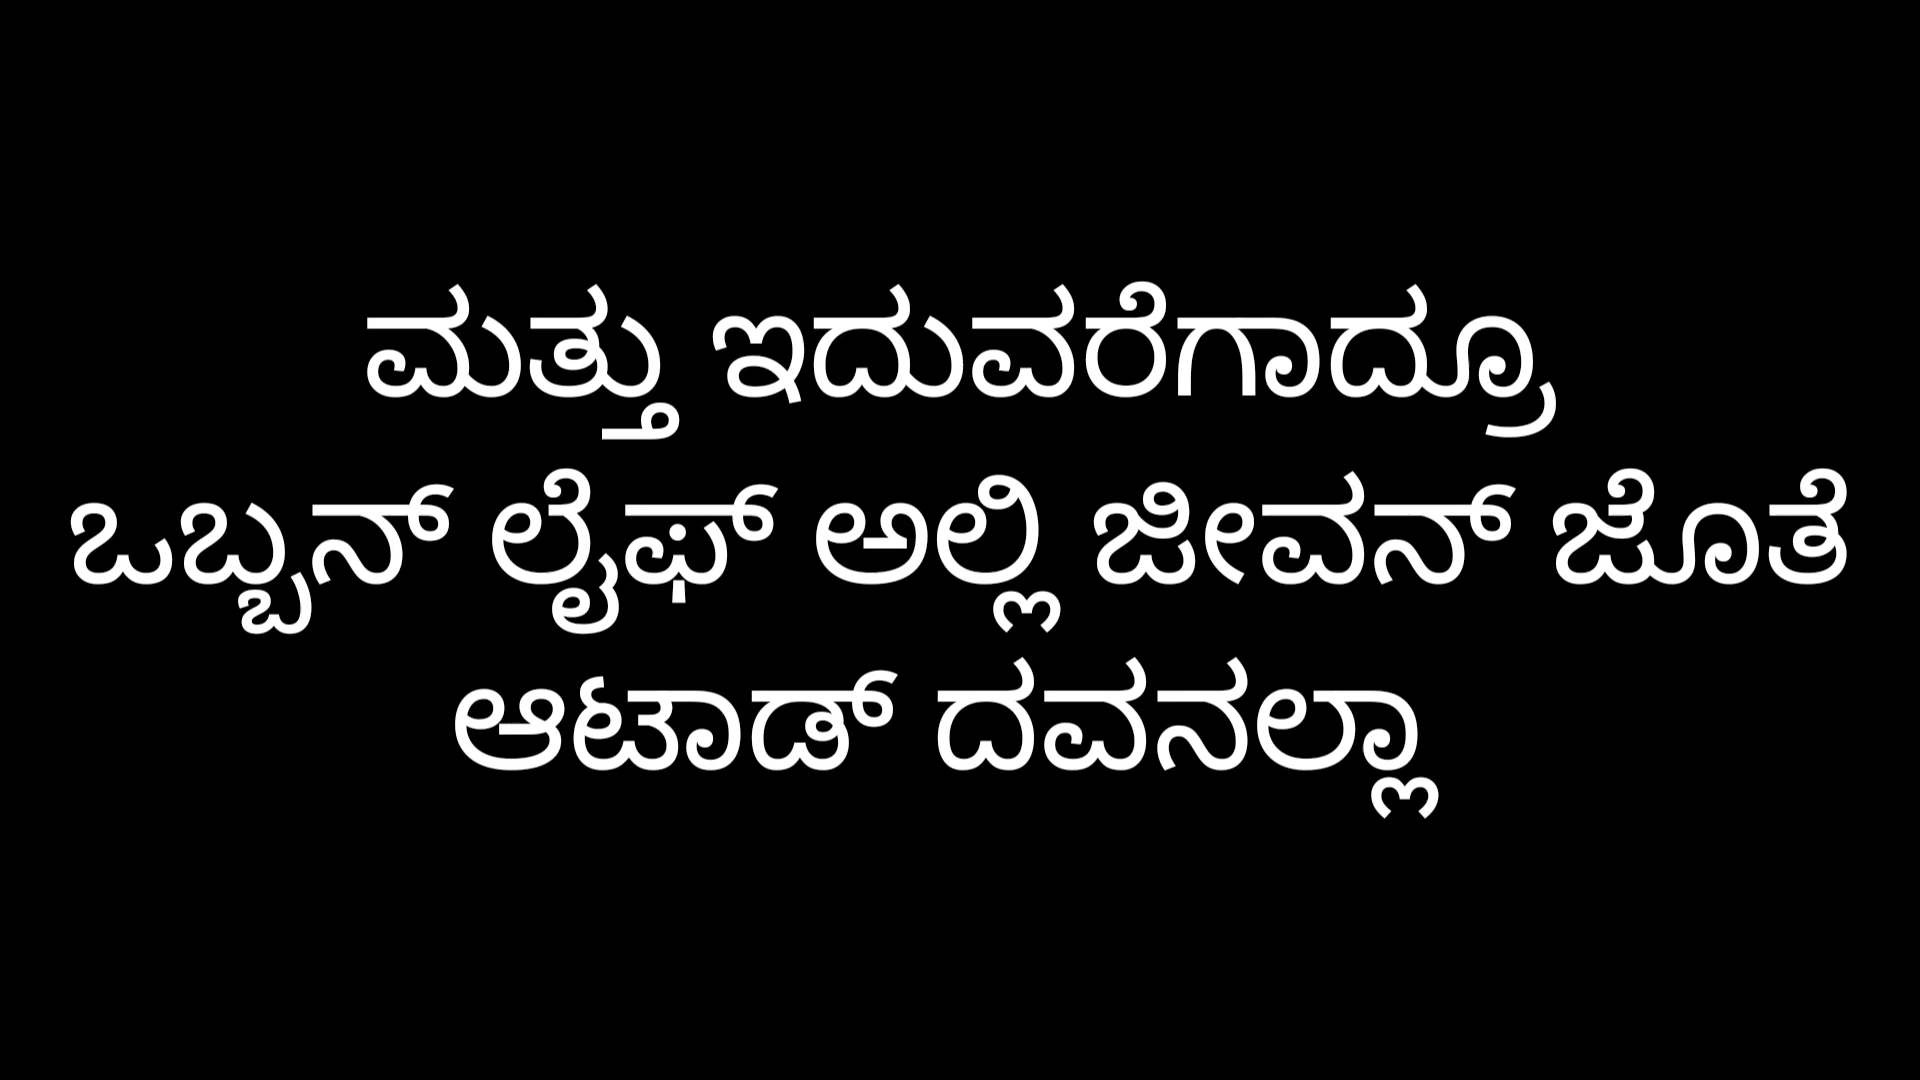 ಮತ್ತು ಇದುವರೆಗಾದ್ರೂ
ಒಬ್ಬನ್ ಲೈಫ್ ಅಲ್ಲಿ ಜೀವನ್ ಜೊತೆ
ಆಟಾಡ್ ದವನಲ್ಲಾ